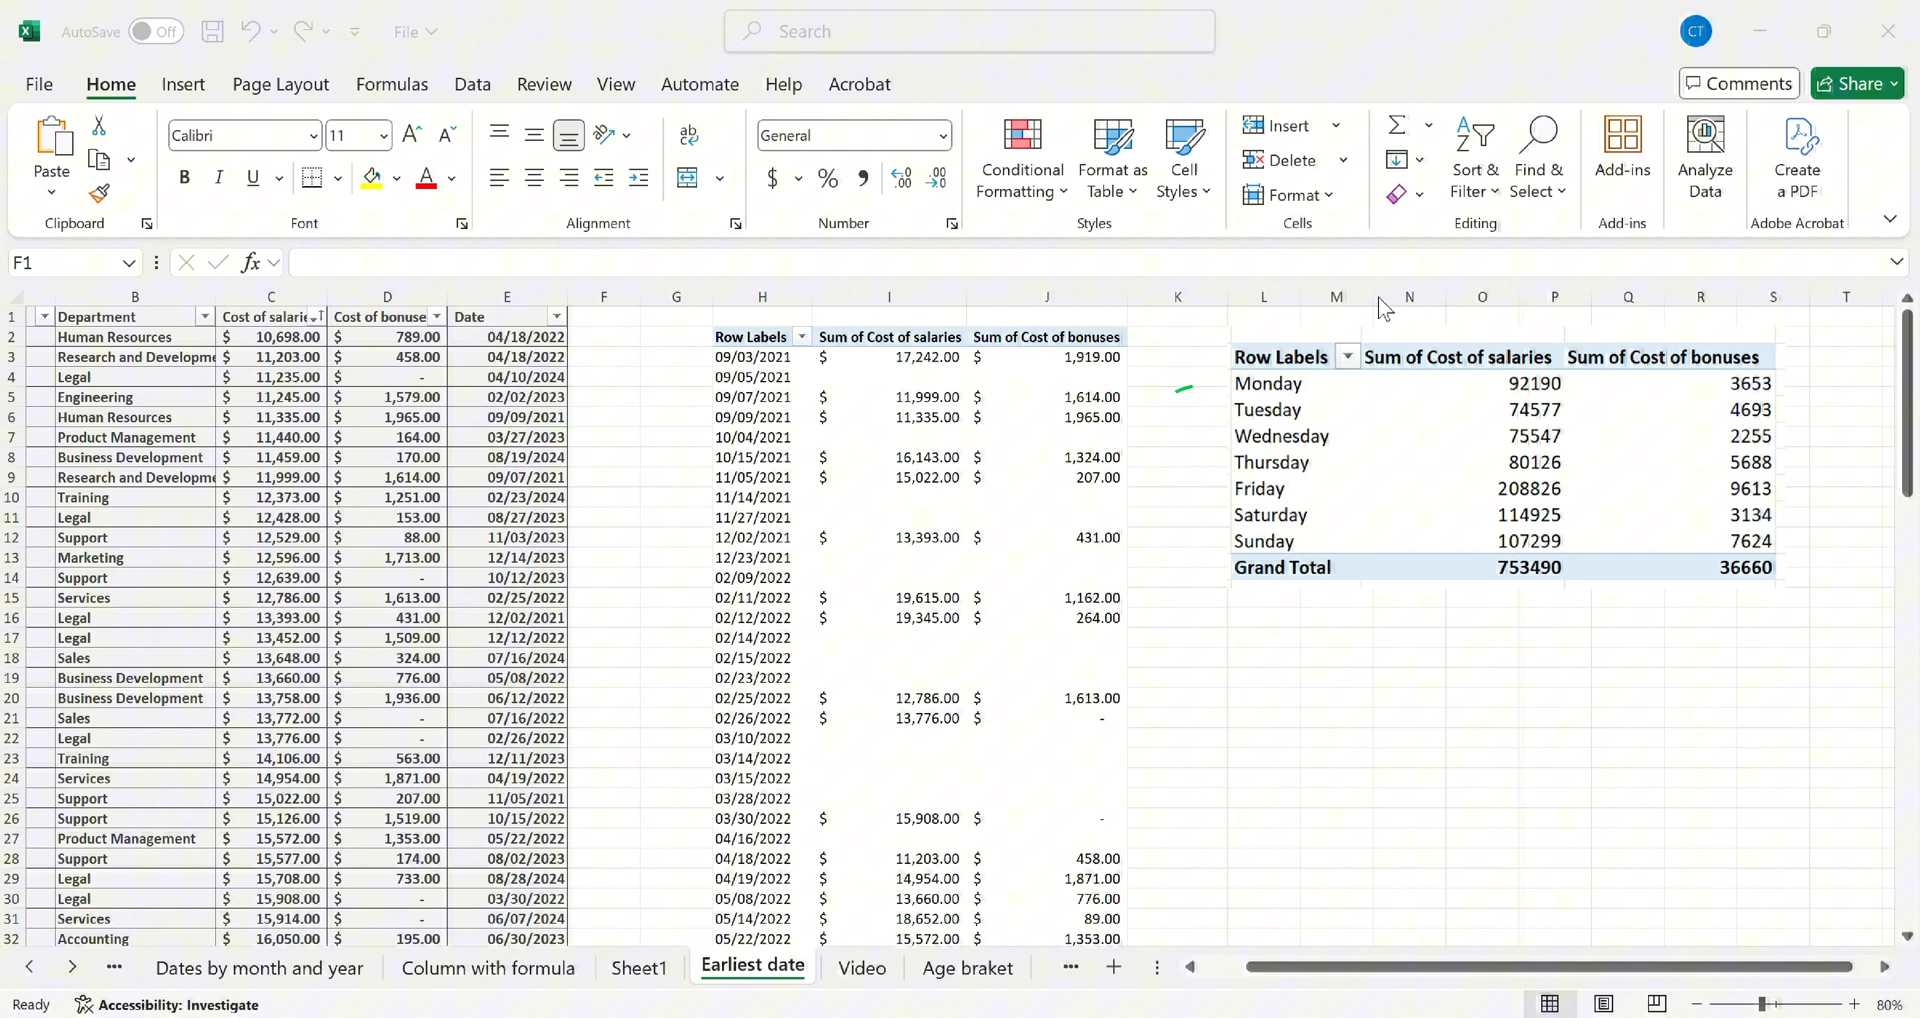 AutoSave Off File Search CT
File Home Insert Page Layout Formulas Data Review View Automate Help Acrobat Comments Share
Paste Calibri 11 ab General Conditional Formatting Format as Table Cell Styles Insert Delete Format Sort & Filter Find & Select Add-ins Analyze Data Create a PDF
Clipboard Font Alignment Number Styles Cells Editing Add-ins Adobe Acrobat
F1 fx
B C D E F G H I J K L M N O P Q R S T
1 Department Cost of salarie Cost of bonuse Date
2 Human Resources $ 10,698.00 $ 789.00 04/18/2022 Row Labels Sum of Cost of salaries Sum of Cost of bonuses
3 Research and Developme $ 11,203.00 $ 458.00 04/18/2022 09/03/2021 $ 17,242.00 $ 1,919.00 Row Labels Sum of Cost of salaries Sum of Cost of bonuses
4 Legal $ 11,235.00 $ - 04/10/2024 09/05/2021 Monday 92190 3653
5 Engineering $ 11,245.00 $ 1,579.00 02/02/2023 09/07/2021 $ 11,999.00 $ 1,614.00 Tuesday 74577 4693
6 Human Resources $ 11,335.00 $ 1,965.00 09/09/2021 09/09/2021 $ 11,335.00 $ 1,965.00 Wednesday 75547 2255
7 Product Management $ 11,440.00 $ 164.00 03/27/2023 10/04/2021
8 Business Development $ 11,459.00 $ 170.00 08/19/2024 10/15/2021 $ 16,143.00 $ 1,324.00 Thursday 80126 5688
9 Research and Developme $ 11,999.00 $ 1,614.00 09/07/2021 11/05/2021 $ 15,022.00 $ 207.00 Friday 208826 9613
10 Training $ 12,373.00 $ 1,251.00 02/23/2024 11/14/2021
11 Legal $ 12,428.00 $ 153.00 08/27/2023 11/27/2021 Saturday 114925 3134
12 Support $ 12,529.00 $ 88.00 11/03/2023 12/02/2021 $ 13,393.00 $ 431.00 Sunday 107299 7624
13 Marketing $ 12,596.00 $ 1,713.00 12/14/2023 12/23/2021 Grand Total 753490 36660
14 Support $ 12,639.00 $ - 10/12/2023 02/09/2022
15 Services $ 12,786.00 $ 1,613.00 02/25/2022 02/11/2022 $ 19,615.00 $ 1,162.00
16 Legal $ 13,393.00 $ 431.00 12/02/2021 02/12/2022 $ 19,345.00 $ 264.00
17 Legal $ 13,452.00 $ 1,509.00 12/12/2022 02/14/2022
18 Sales $ 13,648.00 $ 324.00 07/16/2024 02/15/2022
19 Business Development $ 13,660.00 $ 776.00 05/08/2022 02/23/2022
20 Business Development $ 13,758.00 $ 1,936.00 06/12/2022 02/25/2022 $ 12,786.00 $ 1,613.00
21 Sales $ 13,772.00 $ - 07/16/2022 02/26/2022 $ 13,776.00 $ -
22 Legal $ 13,776.00 $ - 02/26/2022 03/10/2022
23 Training $ 14,106.00 $ 563.00 12/11/2023 03/14/2022
24 Services $ 14,954.00 $ 1,871.00 04/19/2022 03/15/2022
25 Support $ 15,022.00 $ 207.00 11/05/2021 03/28/2022
26 Support $ 15,126.00 $ 1,519.00 10/15/2022 03/30/2022 $ 15,908.00 $ -
27 Product Management $ 15,572.00 $ 1,353.00 05/22/2022 04/16/2022
28 Support $ 15,577.00 $ 174.00 08/02/2023 04/18/2022 $ 11,203.00 $ 458.00
29 Legal $ 15,708.00 $ 733.00 08/28/2024 04/19/2022 $ 14,954.00 $ 1,871.00
30 Legal $ 15,908.00 $ - 03/30/2022 05/08/2022 $ 13,660.00 $ 776.00
31 Services $ 15,914.00 $ - 06/07/2024 05/14/2022 $ 18,652.00 $ 89.00
32 Accounting $ 16,050.00 $ 195.00 06/30/2023 05/22/2022 $ 15,572.00 $ 1,353.00
Dates by month and year Column with formula Sheet1 Earliest date Video Age braket
Ready Accessibility: Investigate 80%